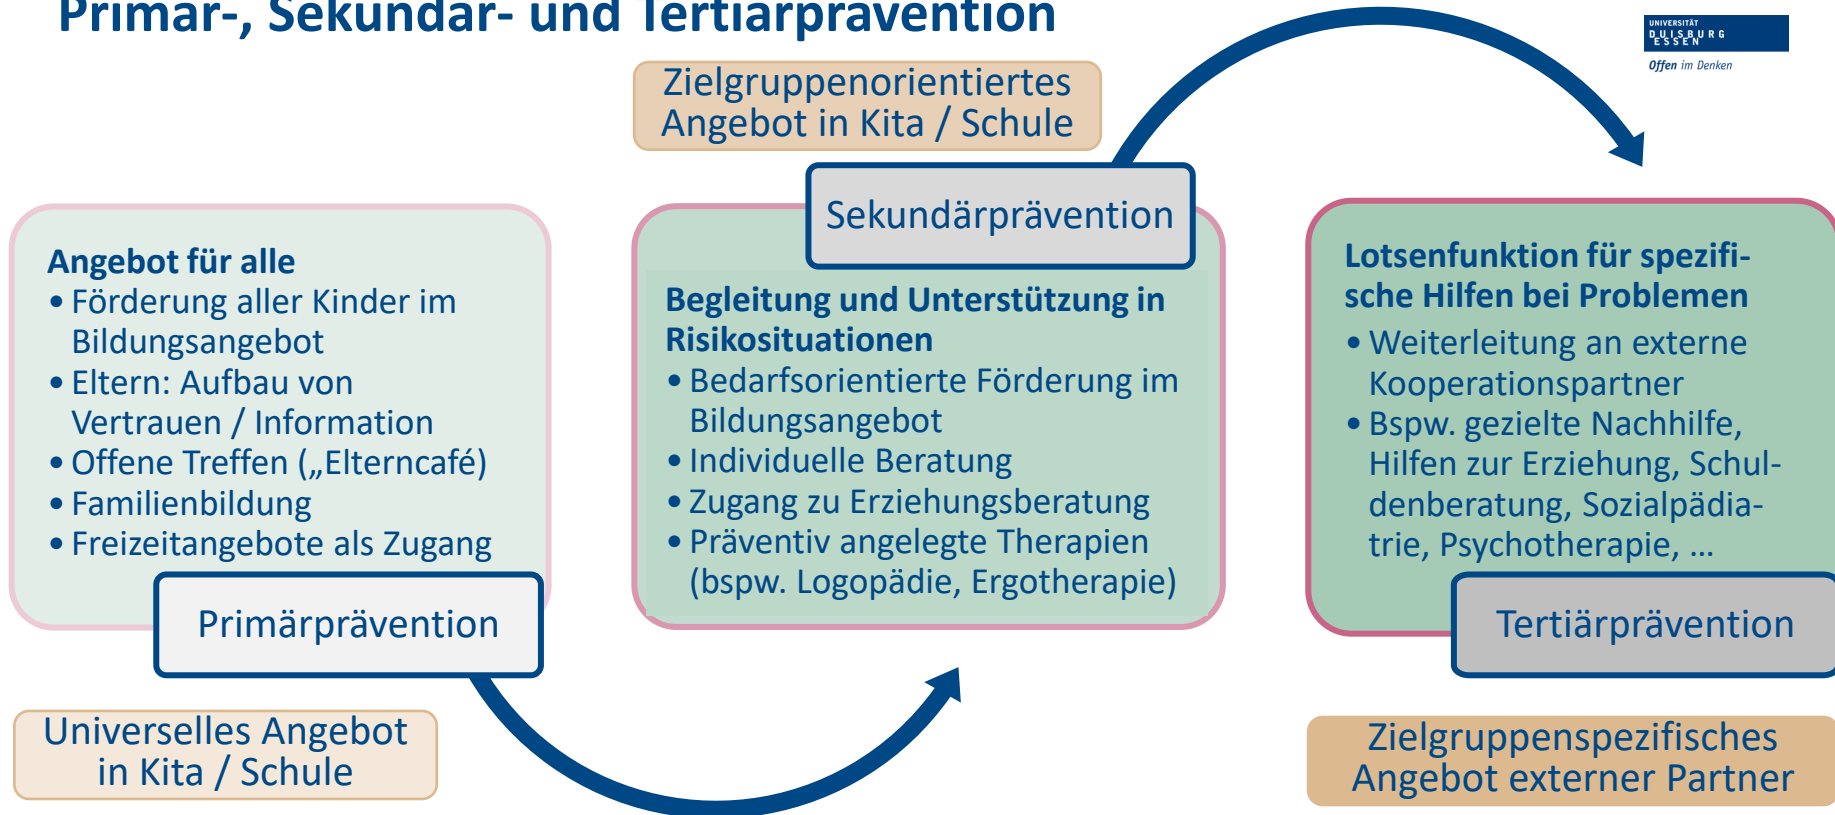 Primär-, Sekundär- und Tertiärprävention
UNIVERSITÄT
DUISBURG
ESSEN
Offen im Denken
Zielgruppenorientiertes
Angebot in Kita / Schule
Angebot für alle
• Förderung aller Kinder im
Bildungsangebot
• Eltern: Aufbau von
Vertrauen / Information
• Offene Treffen („Elterncafé)
• Familienbildung
• Freizeitangebote als Zugang
Primärprävention
Universelles Angebot
in Kita / Schule
Sekundärprävention
Begleitung und Unterstützung in
Risikosituationen
• Bedarfsorientierte Förderung im
Bildungsangebot
• Individuelle Beratung
• Zugang zu Erziehungsberatung
• Präventiv angelegte Therapien
(bspw. Logopädie, Ergotherapie)
Lotsenfunktion für spezifi-
sche Hilfen bei Problemen
• Weiterleitung an externe
Kooperationspartner
• Bspw. gezielte Nachhilfe,
Hilfen zur Erziehung, Schul-
denberatung, Sozialpädia-
trie, Psychotherapie, ...
Tertiärprävention
Zielgruppenspezifisches
Angebot externer Partner